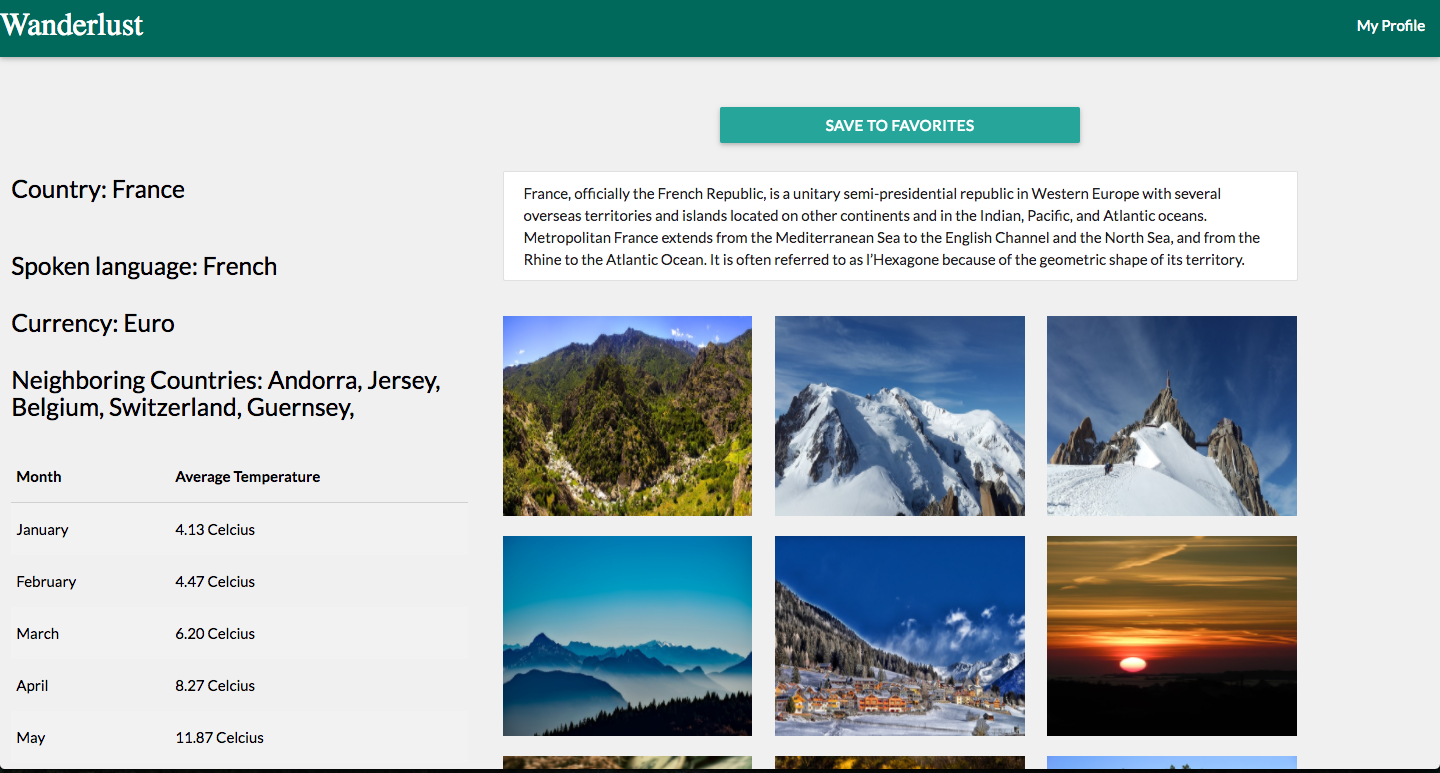 Wanderlust
My Profile
SAVE TO FAVORITES
Country: France
Spoken language: French
Currency: Euro
Neighboring Countries: Andorra, Jersey,
Belgium, Switzerland, Guernsey,
Month Average Temperature
January 4.13 Celcius
February 4.47 Celcius
March 6.20 Celcius
April 8.27 Celcius
May 11.87 Celcius
France, officially the French Republic, is a unitary semi-presidential republic in Western Europe with several
overseas territories and islands located on other continents and in the Indian, Pacific, and Atlantic oceans.
Metropolitan France extends from the Mediterranean Sea to the English Channel and the North Sea, and from the
Rhine to the Atlantic Ocean. It is often referred to as l’Hexagone because of the geometric shape of its territory.